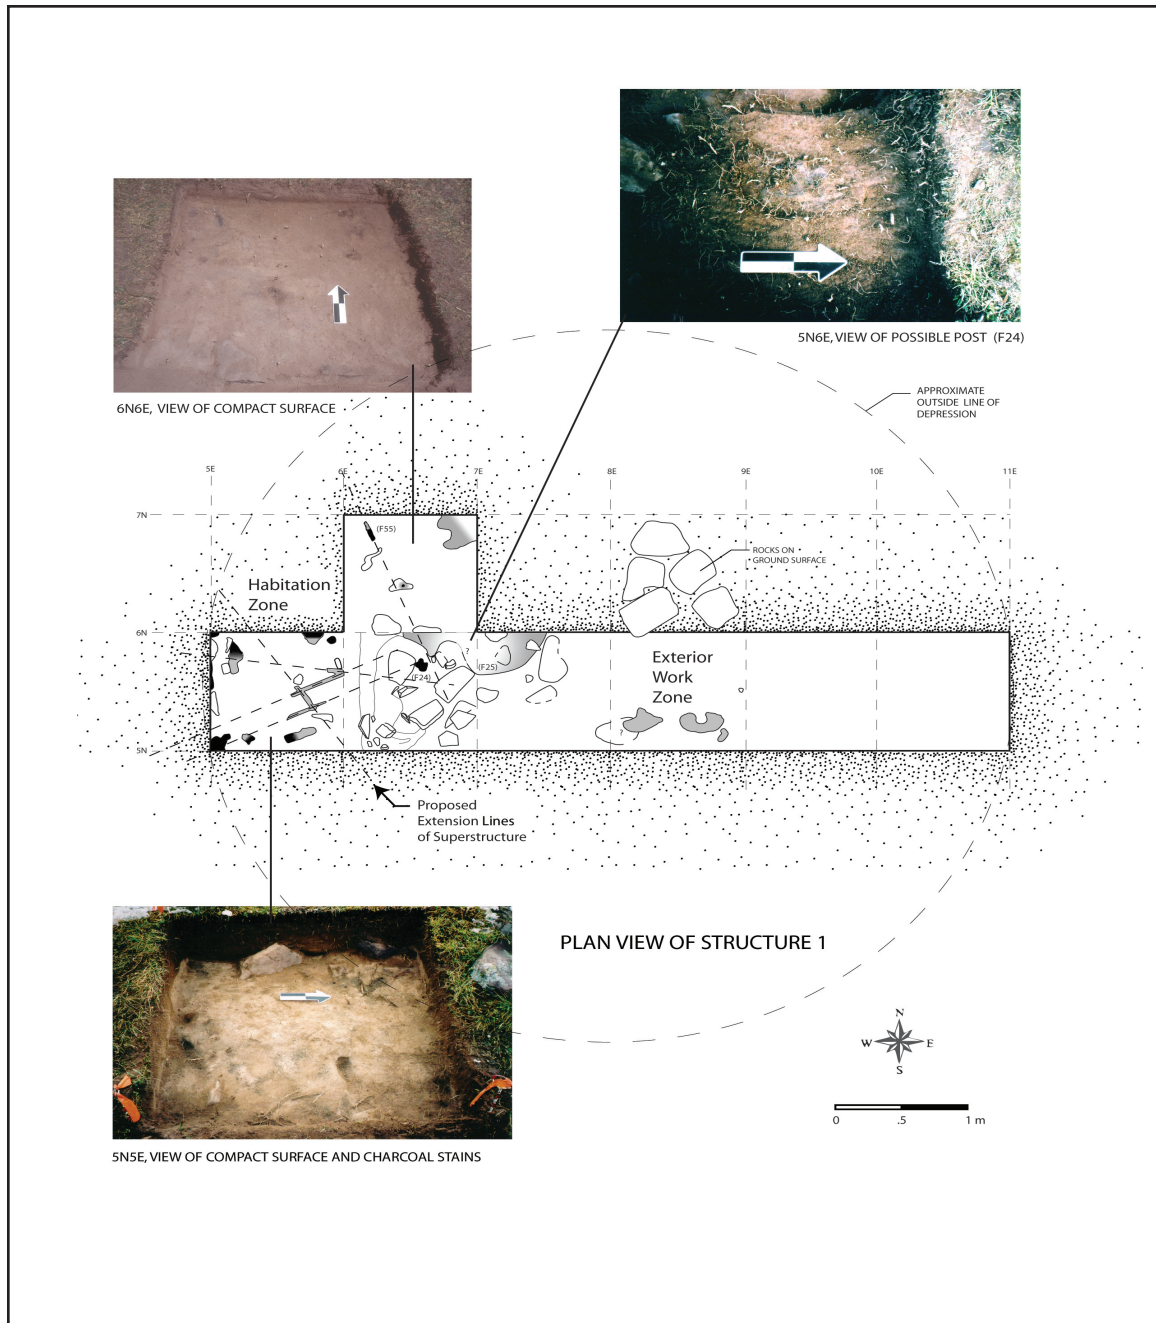 5N6E, VIEW OF POSSIBLE POST (F24)
6N6E, VIEW OF COMPACT SURFACE
APPROXIMATE
OUTSIDE LINE OF
DEPRESSION
5E
6E
7E
8E
9E
10E
11E
7N
(F55)
ROCKS ON
GROUND SURFACE
Habitation
Zone
6N
?
(F25)
(F24)
Exterior
Work
Zone
?
5N
Proposed
Extension Lines
of Superstructure
PLAN VIEW OF STRUCTURE 1
N
W
E
S
0
.5
1 m
5N5E, VIEW OF COMPACT SURFACE AND CHARCOAL STAINS